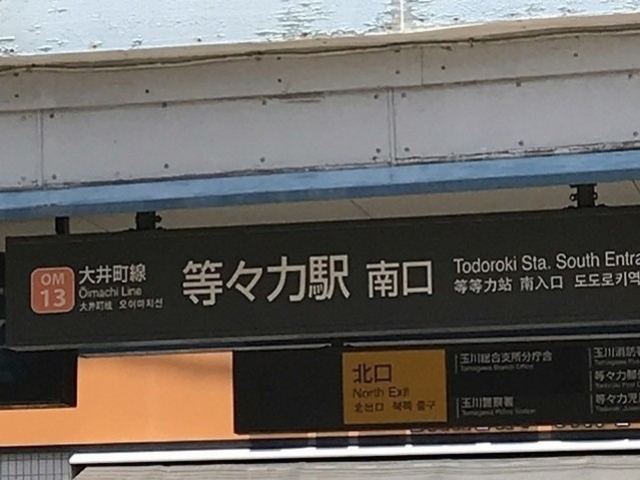 OM
13
大井町線
Ōimachi Line
大井町线 오이마치선
等々力駅 南口
Todoroki Sta. South Entra
等等力站 南入口 도도로키역
北口
North Exit
北出口 북쪽 출구
玉川総合支所分庁舎
Tamagawa Branch Office
玉川警察署
Tamagawa Police Station
玉川消防署
等々力
等々力児